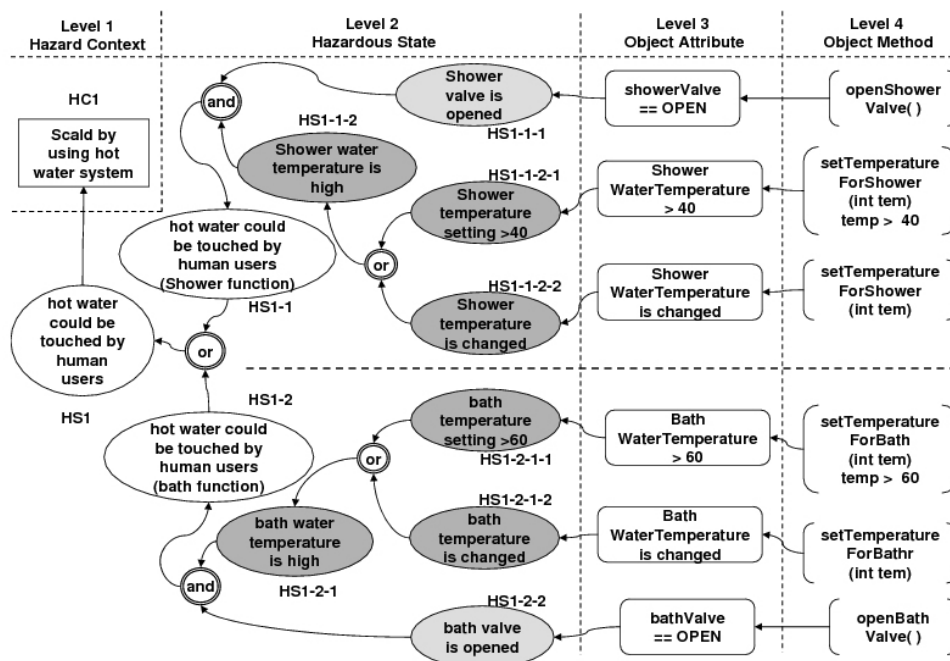 Level 1
Hazard Context
Level 2
Hazardous State
Level 3
Object Attribute
Level 4
Object Method
HC1
Scald by
using hot
water system
and
Shower
valve is
opened
HS1-1-1
showerValve
== OPEN
openShower
Valve( )
HS1-1-2
Shower water
temperature is
high
HS1-1-2-1
Shower
temperature
setting >40
Shower
WaterTemperature
> 40
setTemperature
ForShower
(int tem)
temp > 40
hot water could
be touched by
human users
(Shower function)
HS1-1
or
HS1-1-2-2
Shower
temperature
is changed
Shower
WaterTemperature
is changed
setTemperature
ForShower
(int tem)
hot water
could be
touched by
human
users
HS1
or
HS1-2
hot water could
be touched by
human users
(bath function)
bath
temperature
setting >60
HS1-2-1-1
or
Bath
WaterTemperature
> 60
setTemperature
ForBath
(int tem)
temp > 60
HS1-2-1-2
bath
temperature
is changed
Bath
WaterTemperature
is changed
setTemperature
ForBathr
(int tem)
bath water
temperature
is high
HS1-2-1
and
HS1-2-2
bath valve
is opened
bathValve
== OPEN
openBath
Valve( )